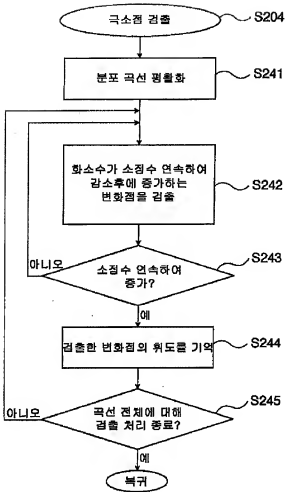 극소점 검출
S204
분포 곡선 평활화
S241
화소수가 소정수 연속하여
감소후에 증가하는
변화점을 검출
S242
소정수 연속하여
증가?
S243
아니오
예
검출한 변화점의 휘도를 기억
S244
곡선 전체에 대해
검출 처리 종료?
S245
아니오
예
복귀